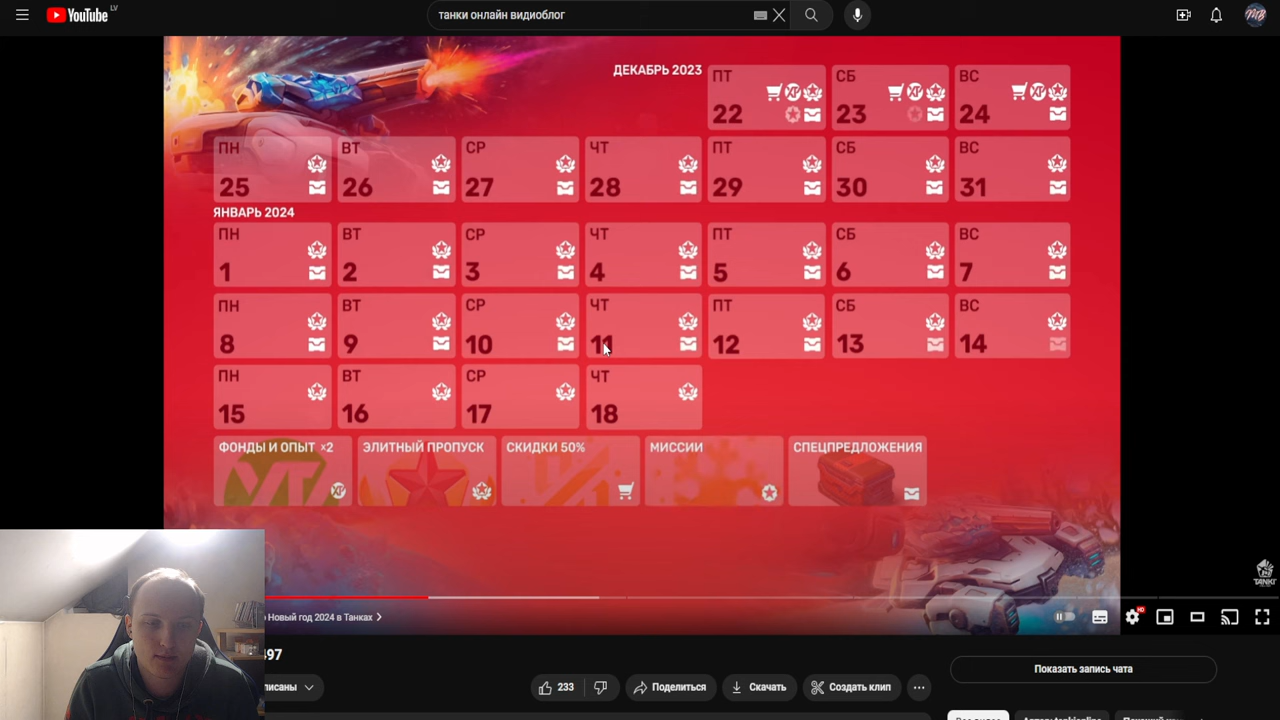 YouTube LV
танки онлайн видиоблог
ДЕКАБРЬ 2023
ПТ СБ ВС
22 23 24
ПН ВТ СР ЧТ ПТ СБ ВС
25 26 27 28 29 30 31
ЯНВАРЬ 2024
ПН ВТ СР ЧТ ПТ СБ ВС
1 2 3 4 5 6 7
ПН ВТ СР ЧТ ПТ СБ ВС
8 9 10 11 12 13 14
ПН ВТ СР ЧТ
15 16 17 18
ФОНДЫ И ОПЫТ ×2 ЭЛИТНЫЙ ПРОПУСК СКИДКИ 50% МИССИИ СПЕЦПРЕДЛОЖЕНИЯ
Новый год 2024 в Танках
HD
97
писаны
233 Поделиться Скачать Создать клип
Показать запись чата